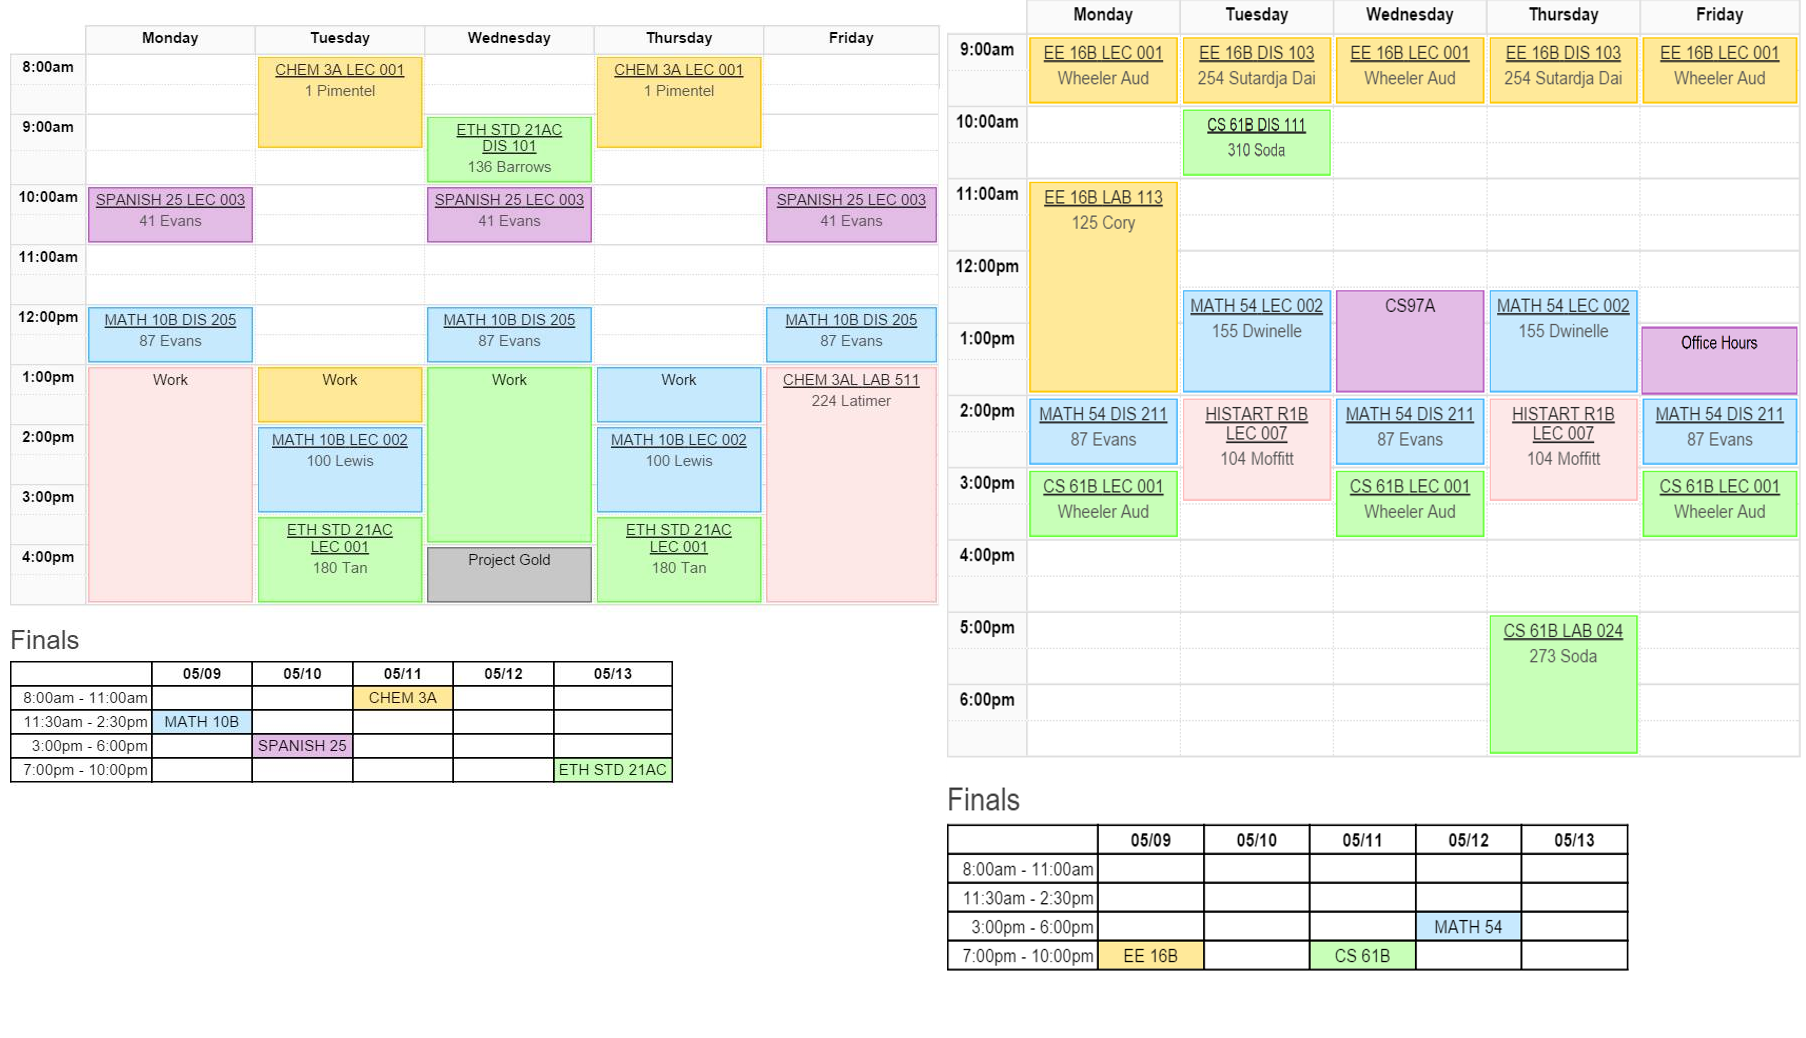 Monday Tuesday Wednesday Thursday Friday
8:00am
CHEM 3A LEC 001 CHEM 3A LEC 001
1 Pimentel 1 Pimentel
9:00am
ETH STD 21AC
DIS 101
136 Barrows
10:00am
SPANISH 25 LEC 003 SPANISH 25 LEC 003 SPANISH 25 LEC 003
41 Evans 41 Evans 41 Evans
11:00am
12:00pm
MATH 10B DIS 205 MATH 10B DIS 205 MATH 10B DIS 205
87 Evans 87 Evans 87 Evans
1:00pm
Work Work Work Work CHEM 3AL LAB 511
224 Latimer
2:00pm
MATH 10B LEC 002 MATH 10B LEC 002
100 Lewis 100 Lewis
3:00pm
ETH STD 21AC ETH STD 21AC
LEC 001 LEC 001
180 Tan 180 Tan
4:00pm
Project Gold
Finals
05/09 05/10 05/11 05/12 05/13
8:00am - 11:00am CHEM 3A
11:30am - 2:30pm MATH 10B
3:00pm - 6:00pm SPANISH 25
7:00pm - 10:00pm ETH STD 21AC
Monday Tuesday Wednesday Thursday Friday
9:00am
EE 16B LEC 001 EE 16B DIS 103 EE 16B LEC 001 EE 16B DIS 103 EE 16B LEC 001
Wheeler Aud 254 Sutardja Dai Wheeler Aud 254 Sutardja Dai Wheeler Aud
10:00am
CS 61B DIS 111
310 Soda
11:00am
EE 16B LAB 113
125 Cory
12:00pm
MATH 54 LEC 002 CS97A MATH 54 LEC 002
155 Dwinelle 155 Dwinelle
1:00pm
Office Hours
2:00pm
MATH 54 DIS 211 HISTART R1B MATH 54 DIS 211 HISTART R1B MATH 54 DIS 211
LEC 007 LEC 007
87 Evans 87 Evans 87 Evans
104 Moffitt 104 Moffitt
3:00pm
CS 61B LEC 001 CS 61B LEC 001 CS 61B LEC 001
Wheeler Aud Wheeler Aud Wheeler Aud
4:00pm
5:00pm
CS 61B LAB 024
273 Soda
6:00pm
Finals
05/09 05/10 05/11 05/12 05/13
8:00am - 11:00am
11:30am - 2:30pm
3:00pm - 6:00pm MATH 54
7:00pm - 10:00pm EE 16B CS 61B